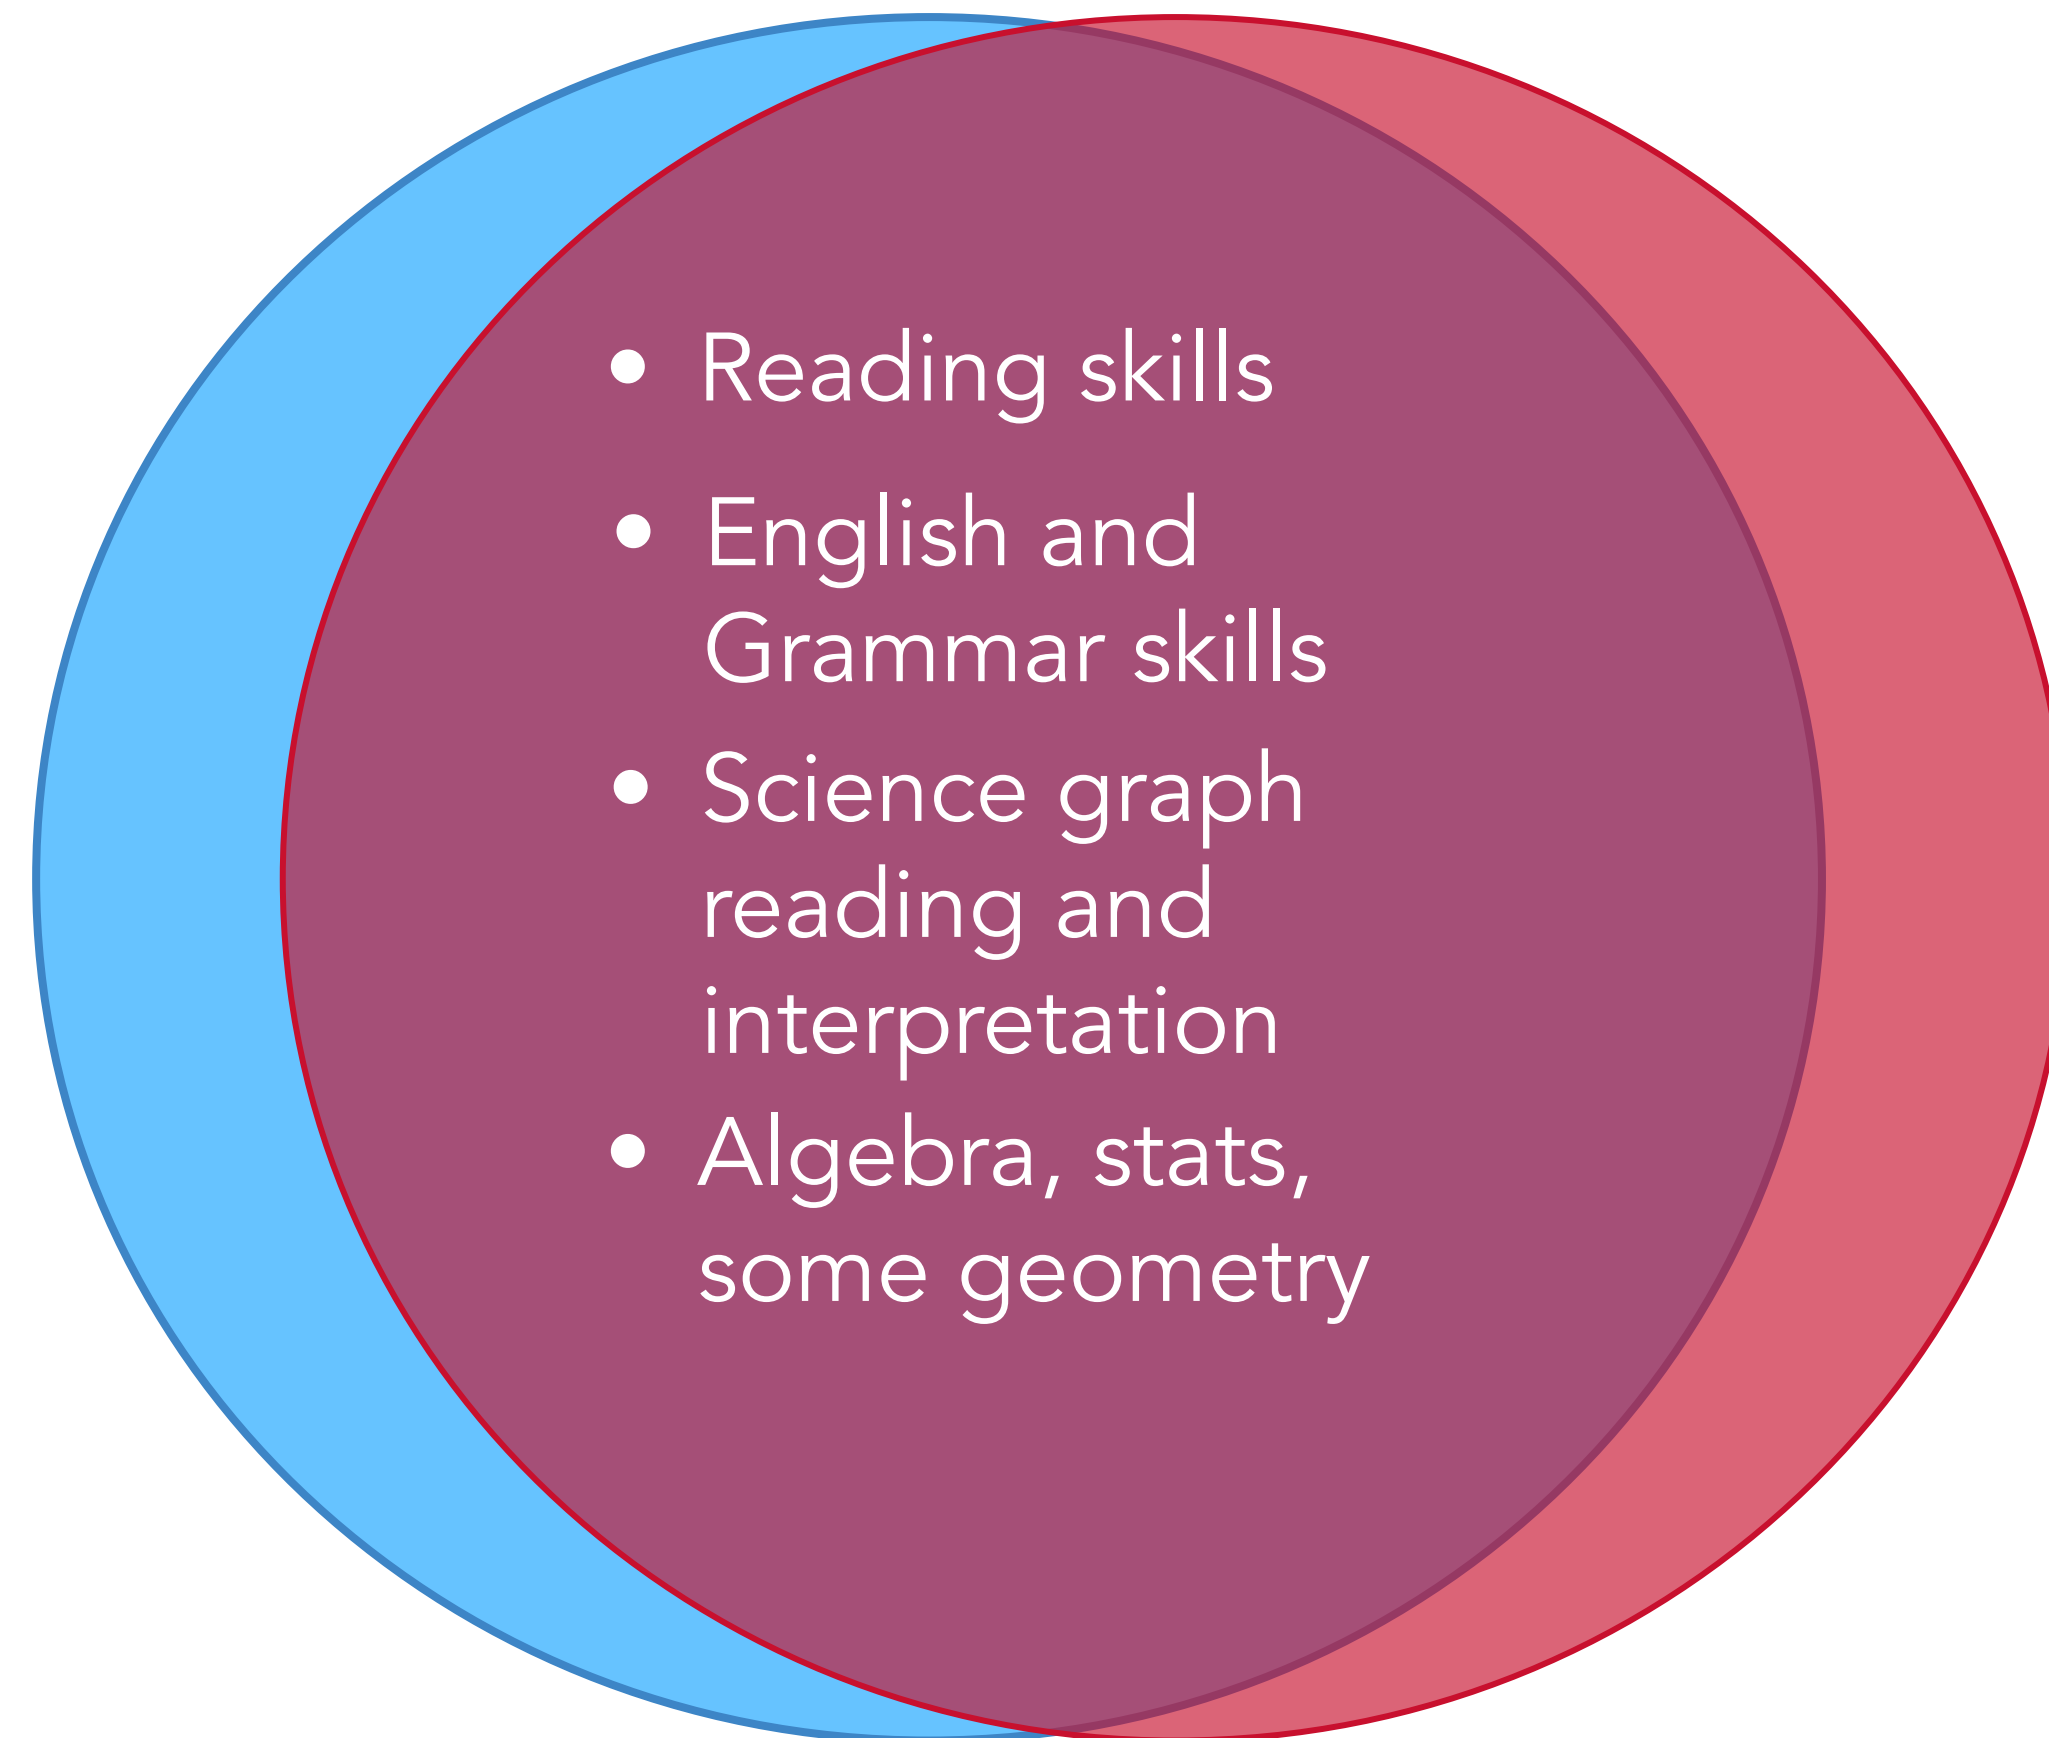 • Reading skills
• English and
Grammar skills
• Science graph
reading and
interpretation
• Algebra, stats,
some geometry